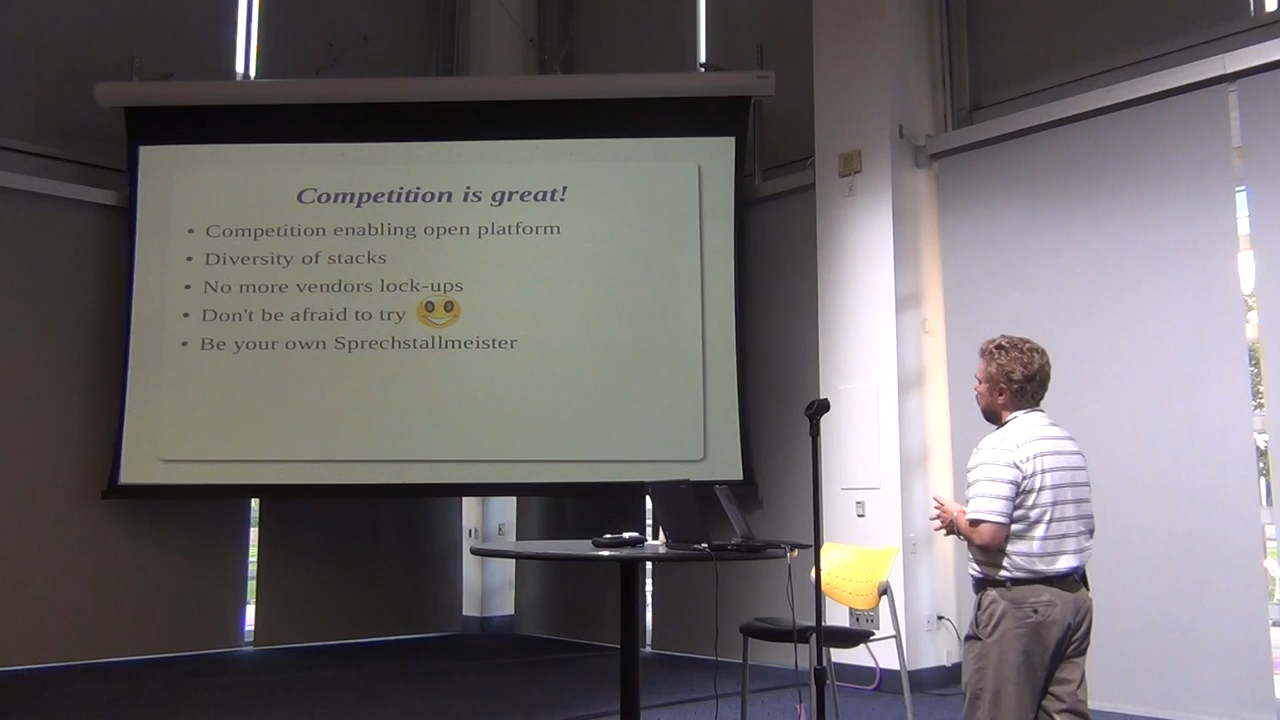 Competition is great!
• Competition enabling open platform
• Diversity of stacks
• No more vendors lock-ups
• Don't be afraid to try
• Be your own Sprechstallmeister